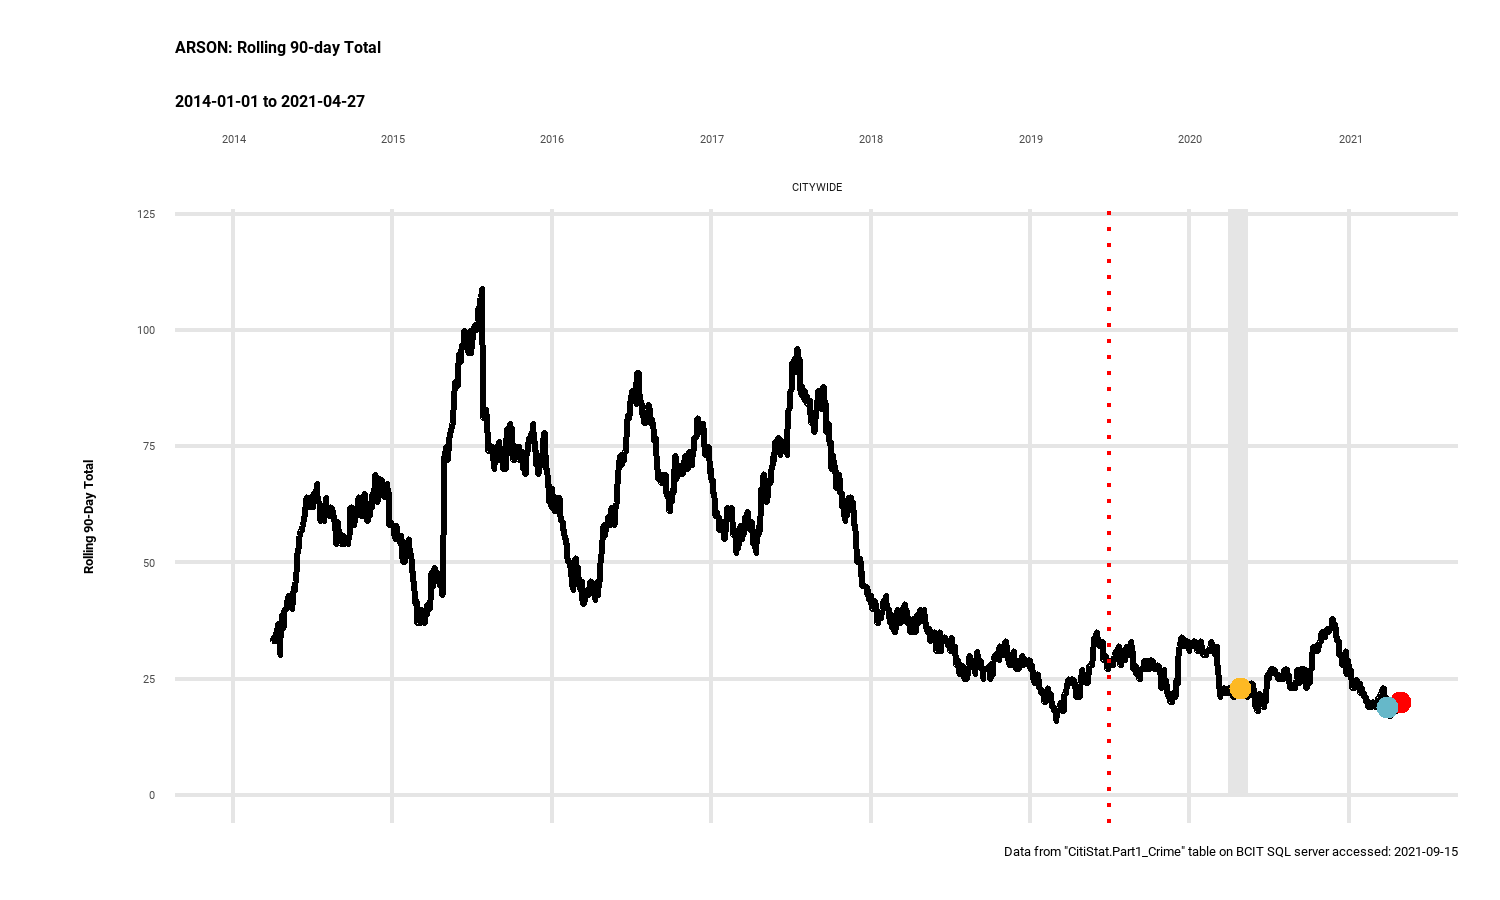 ARSON: Rolling 90-day Total
2014-01-01 to 2021-04-27
2014 2015 2016 2017 2018 2019 2020 2021
CITYWIDE
125
100
75
50
25
0
Rolling 90-Day Total
Data from "CitiStat.Part1_Crime" table on BCIT SQL server accessed: 2021-09-15